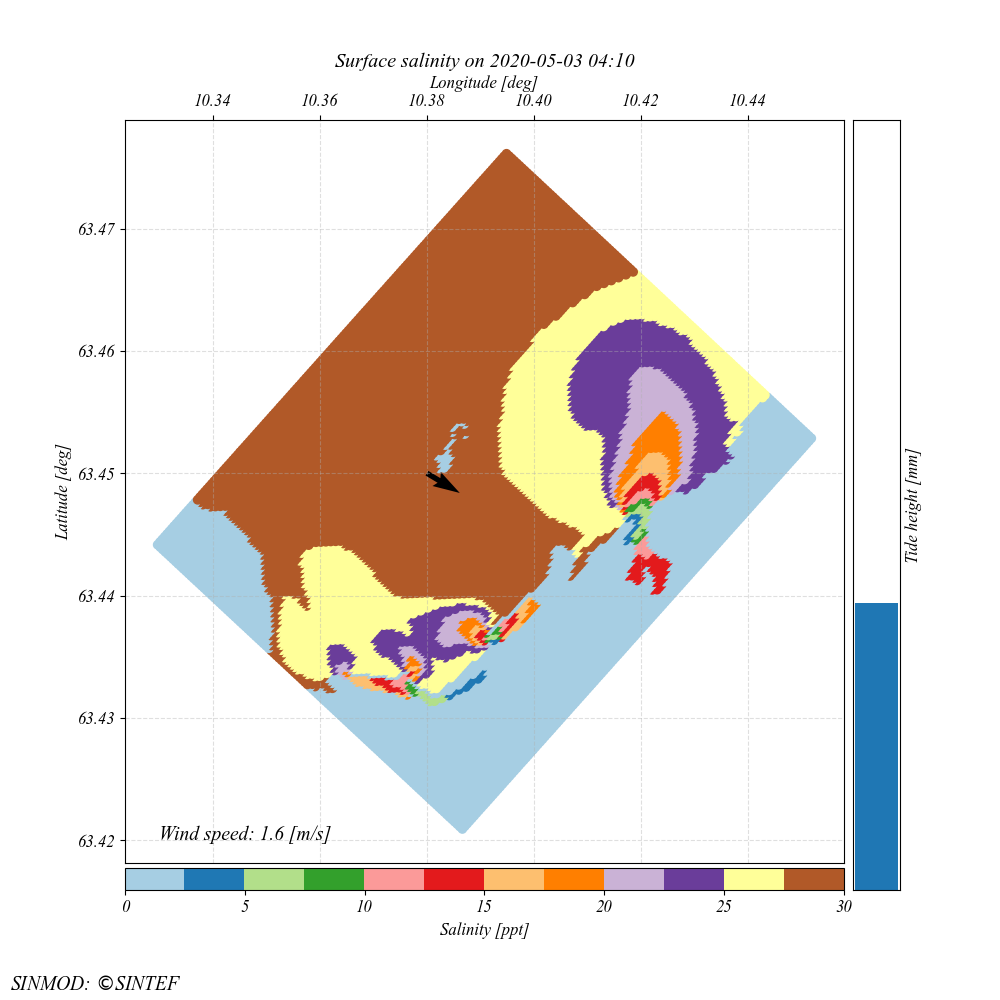 Surface salinity on 2020-05-03 04:10
Longitude [deg]
10.34 10.36 10.38 10.40 10.42 10.44
63.47
63.46
63.45
63.44
63.43
63.42
Latitude [deg]
Tide height [mm]
Wind speed: 1.6 [m/s]
0 5 10 15 20 25 30
Salinity [ppt]
SINMOD: ©SINTEF